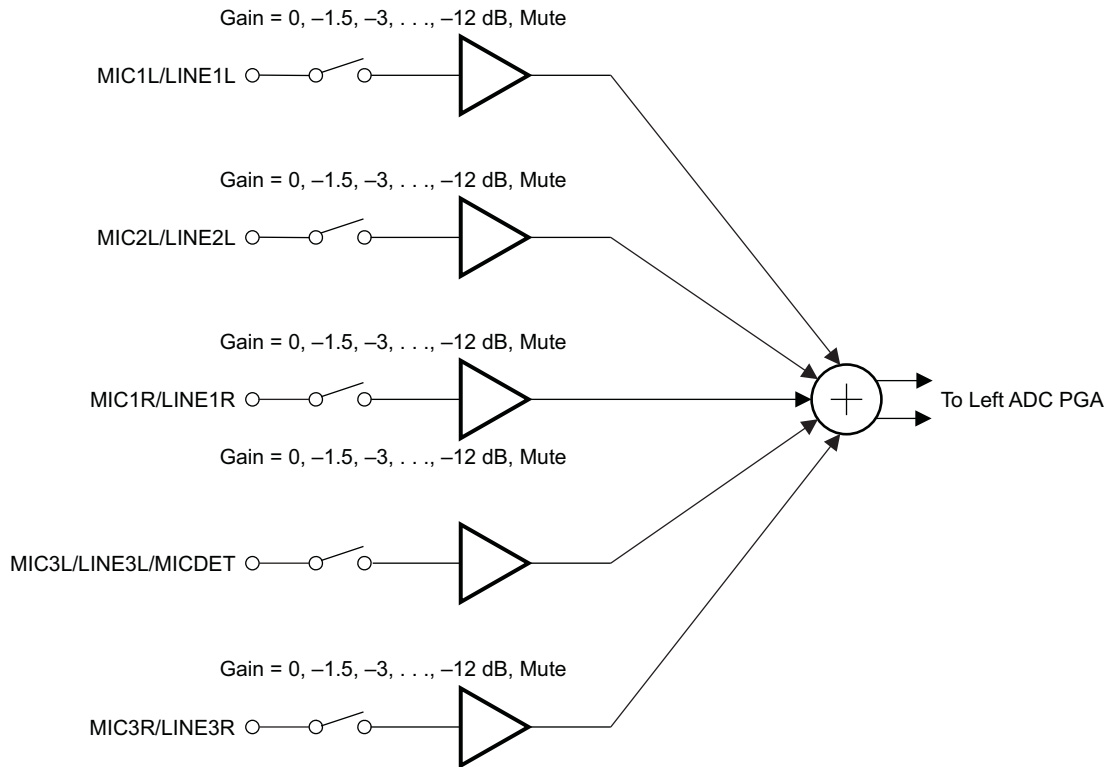 Gain = 0, –1.5, –3, . . ., –12 dB, Mute
MIC1L/LINE1L
Gain = 0, –1.5, –3, . . ., –12 dB, Mute
MIC2L/LINE2L
Gain = 0, –1.5, –3, . . ., –12 dB, Mute
MIC1R/LINE1R
+
To Left ADC PGA
Gain = 0, –1.5, –3, . . ., –12 dB, Mute
MIC3L/LINE3L/MICDET
Gain = 0, –1.5, –3, . . ., –12 dB, Mute
MIC3R/LINE3R